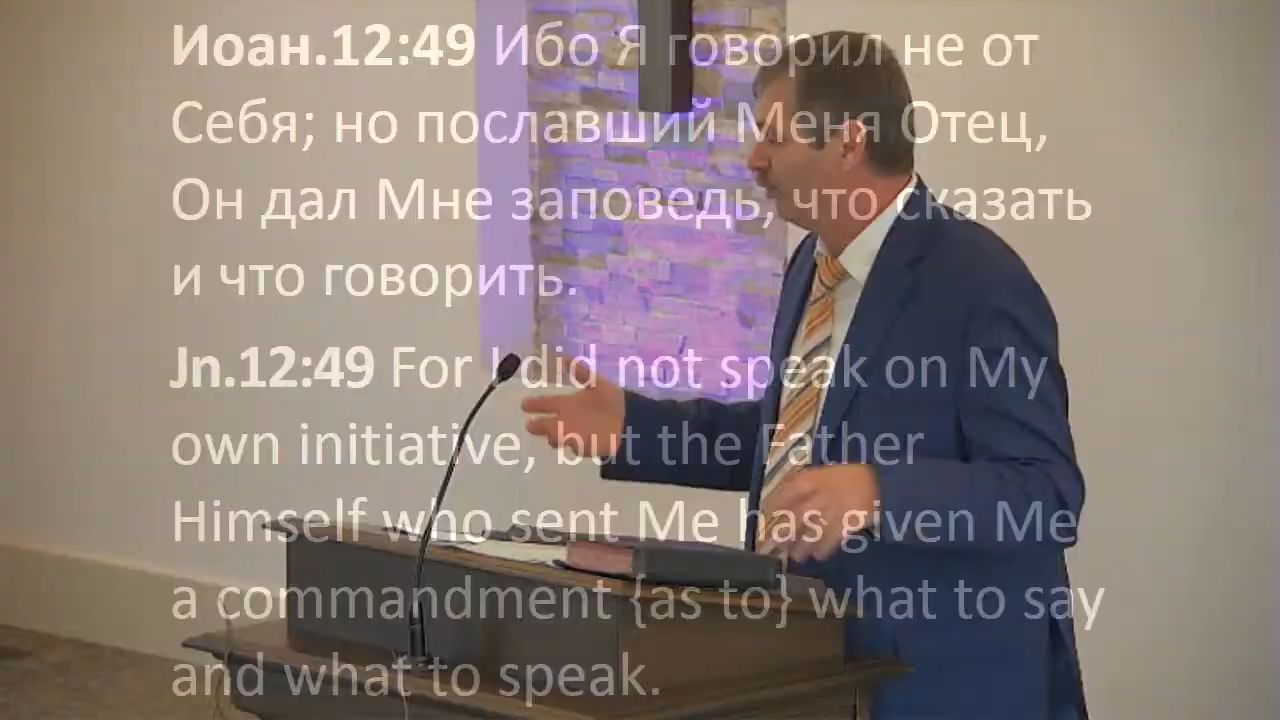 Иоан.12:49 Ибо Я говорил не от
Себя; но пославший Меня Отец,
Он дал Мне заповедь, что сказать
и что говорить.
Jn.12:49 For I did not speak on My
own initiative, but the Father
Himself who sent Me has given Me
a commandment {as to} what to say
and what to speak.